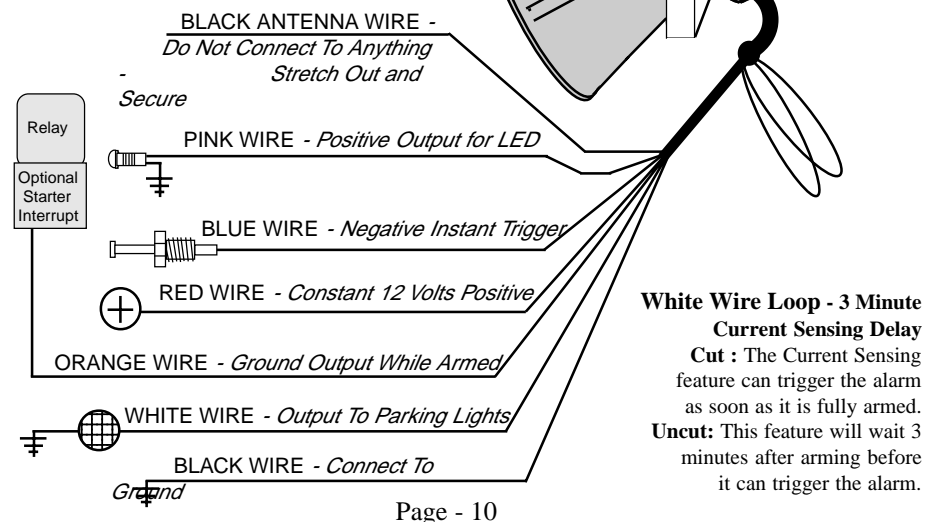 BLACK ANTENNA WIRE -
Do Not Connect To Anything
- Stretch Out and
Secure
Relay
Optional
Starter
Interrupt
PINK WIRE - Positive Output for LED
BLUE WIRE - Negative Instant Trigger
RED WIRE - Constant 12 Volts Positive
ORANGE WIRE - Ground Output While Armed
WHITE WIRE - Output To Parking Lights
BLACK WIRE - Connect To
Ground
White Wire Loop - 3 Minute
Current Sensing Delay
Cut : The Current Sensing
feature can trigger the alarm
as soon as it is fully armed.
Uncut: This feature will wait 3
minutes after arming before
it can trigger the alarm.
Page - 10